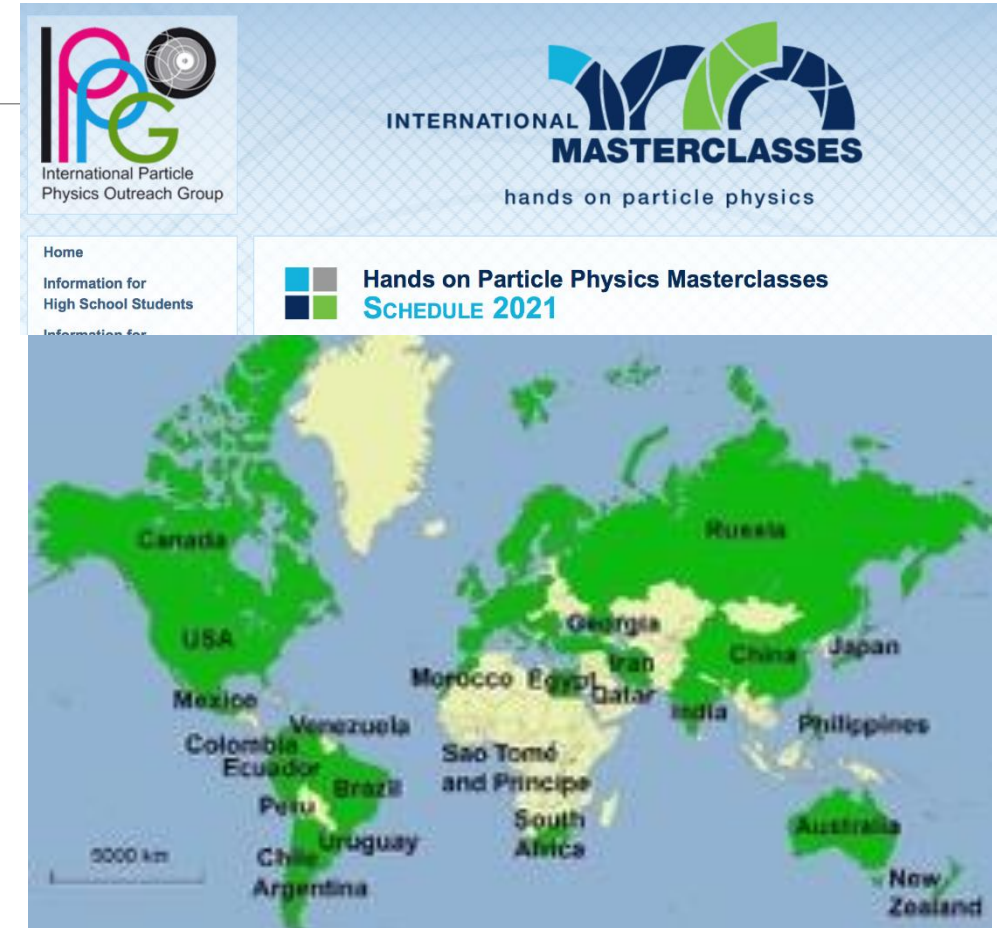 IPPOG
International Particle
Physics Outreach Group
INTERNATIONAL
MASTERCLASSES
hands on particle physics
Home
Information for
High School Students
Information for
Hands on Particle Physics Masterclasses
SCHEDULE 2021
Canada
Russia
USA
Georgia
Iran
China
Japan
Morocco
Egypt
Qatar
India
Mexico
Venezuela
Philippines
Colombia
Ecuador
Sao Tomé
and Principe
Brazil
Peru
South
Africa
Australia
Uruguay
5000 km
Chile
Argentina
New
Zealand